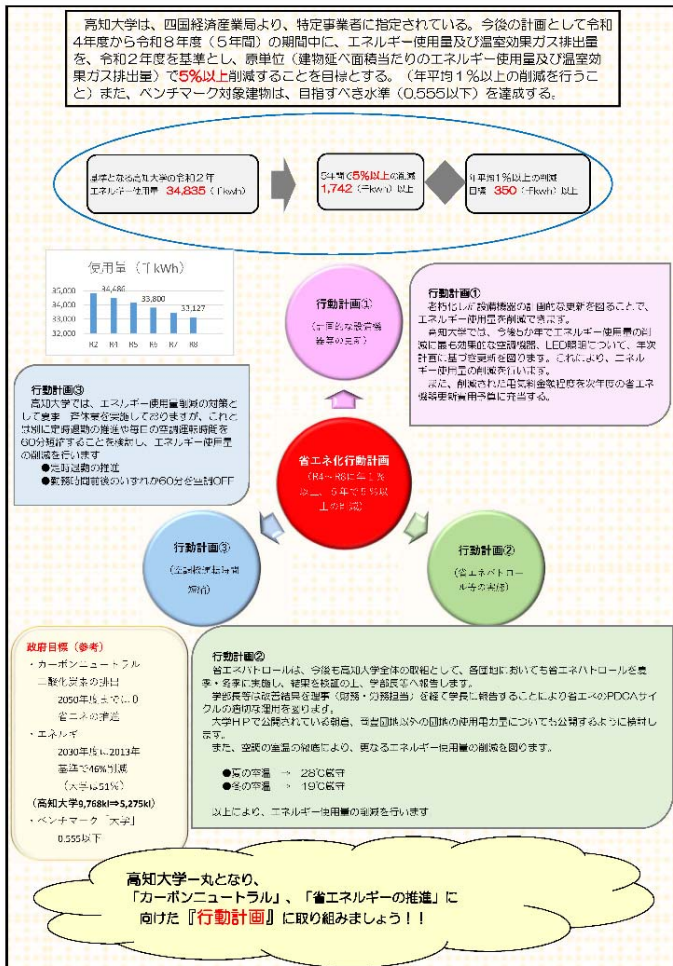 高知大学は、四国経済産業局より、特定事業者に指定されている。今後の計画として令和
4年度から令和８年度（５年間）の期間中に、エネルギー使用量及び温室効果ガス排出量
を、令和２年度を基準とし、原単位（建物延べ面積当たりのエネルギー使用量及び温室効
果ガス排出量）で5％以上削減することを目標とする。（年平均１％以上の削減を行うこ
と）また、ベンチマーク対象建物は、目指すべき水準（0.555以下）を達成する。
基準となる高知大学の令和２年
エネルギー使用量 34,835（千kwh）
5年間で5％以上の削減
1,742（千kwh）以上
年平均1％以上の削減
目標 350（千kwh）以上
使用量（千kWh）
35,000
34,000
33,000
32,000
34,486
33,800
33,127
R2 R4 R5 R6 R7 R8
行動計画①
（計画的な設備機
器等の更新）
行動計画①
老朽化した設備機器の計画的な更新を図ることで、
エネルギー使用量を削減できます。
高知大学では、今後5か年でエネルギー使用量の削
減に最も効果的な空調機器、LED照明について、年次
計画に基づき更新を図ります。これにより、エネル
ギー使用量の削減を行います。
また、削減された電気料金額程度を次年度の省エネ
機器更新費用予算に充当する。
行動計画③
高知大学では、エネルギー使用量削減の対策と
して夏季一斉休業を実施しておりますが、これと
は別に定時退勤の推進や毎日の空調運転時間を
60分短縮することを検討し、エネルギー使用量
の削減を行います
●定時退勤の推進
●勤務時間前後のいずれか60分を空調OFF
省エネ化行動計画
（R4～R8に年１％
以上、５年で５％以
上の削減）
行動計画③
（空調機運転時間
短縮）
行動計画②
（省エネパトロー
ル等の実施）
政府目標（参考）
・カーボンニュートラル
二酸化炭素の排出
2050年度までに0
省エネの推進
・エネルギ
2030年度に2013年
基準で46％削減
（大学は51％）
（高知大学9,768kl⇒5,275kl）
・ベンチマーク「大学」
0.555以下
行動計画②
省エネパトロールは、今後も高知大学全体の取組として、各団地においても省エネパトロールを夏
季・冬季に実施し、結果を検証の上、学部長等へ報告します。
学部長等は改善結果を理事（財務・労務担当）を経て学長に報告することにより省エネのPDCAサイ
クルの適切な運用を図ります。
大学ＨＰで公開されている朝倉、岡豊団地以外の団地の使用電力量についても公開するように検討しま
す。
また、空調の室温の徹底により、更なるエネルギー使用量の削減を図ります。
●夏の室温 → 28℃厳守
●冬の室温 → 19℃厳守
以上により、エネルギー使用量の削減を行います
高知大学一丸となり、
「カーボンニュートラル」、「省エネルギーの推進」に
向けた『行動計画』に取り組みましょう！！